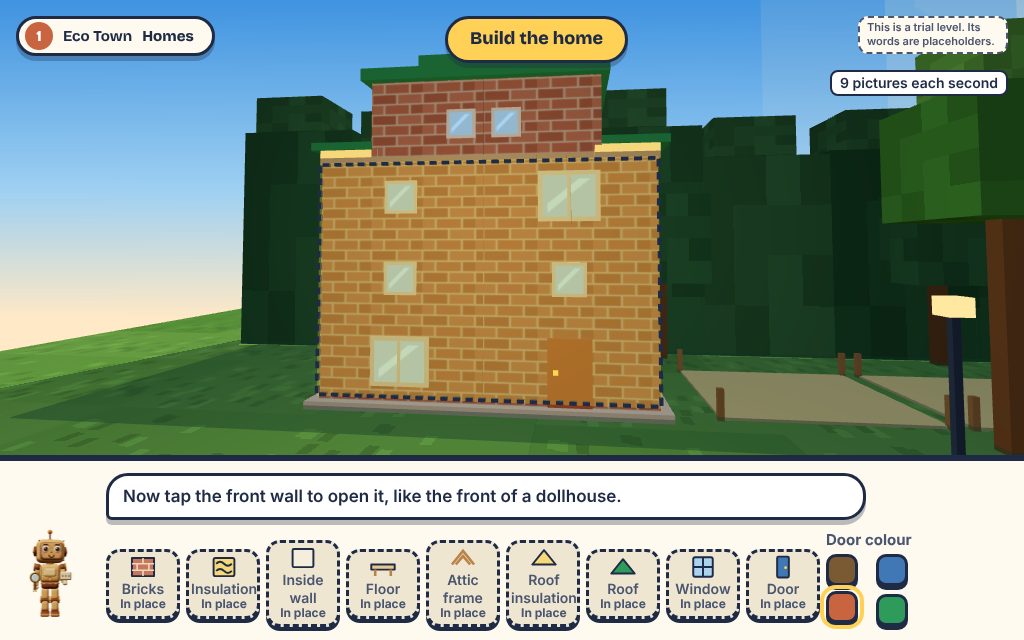 1 Eco Town Homes
Build the home
This is a trial level. Its
words are placeholders.
9 pictures each second
Now tap the front wall to open it, like the front of a dollhouse.
Door colour
Bricks
In place
Insulation
In place
Inside
wall
In place
Floor
In place
Attic
frame
In place
Roof
insulation
In place
Roof
In place
Window
In place
Door
In place